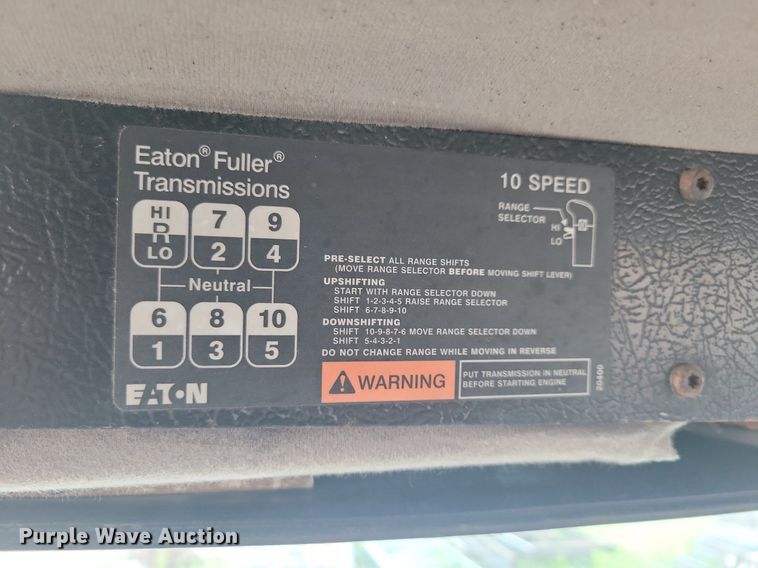 Eaton® Fuller®
Transmissions
10 SPEED
HI
R
LO
7
2
9
4
Neutral
6
1
8
3
10
5
EATON
RANGE
SELECTOR
HI
LO
PRE-SELECT ALL RANGE SHIFTS
(MOVE RANGE SELECTOR BEFORE MOVING SHIFT LEVER)
UPSHIFTING
START WITH RANGE SELECTOR DOWN
SHIFT 1-2-3-4-5 RAISE RANGE SELECTOR
SHIFT 6-7-8-9-10
DOWNSHIFTING
SHIFT 10-9-8-7-6 MOVE RANGE SELECTOR DOWN
SHIFT 5-4-3-2-1
DO NOT CHANGE RANGE WHILE MOVING IN REVERSE
WARNING
PUT TRANSMISSION IN NEUTRAL
BEFORE STARTING ENGINE
20400
Purple Wave Auction